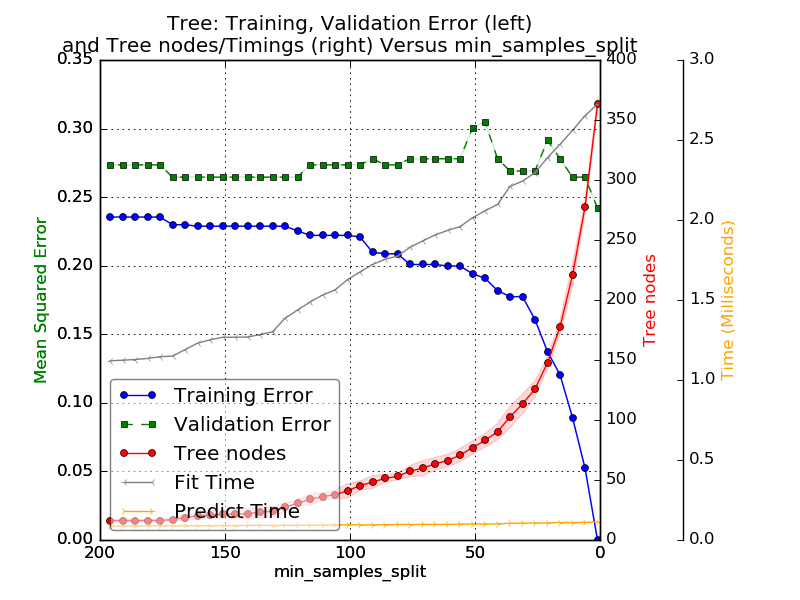 Tree: Training, Validation Error (left)
and Tree nodes/Timings (right) Versus min_samples_split
0.35
0.30
0.25
0.20
0.15
0.10
0.05
0.00
Mean Squared Error
200
150
100
50
0
min_samples_split
400
350
300
250
200
150
100
50
0
Tree nodes
3.0
2.5
2.0
1.5
1.0
0.5
0.0
Time (Milliseconds)
Training Error
Validation Error
Tree nodes
Fit Time
Predict Time